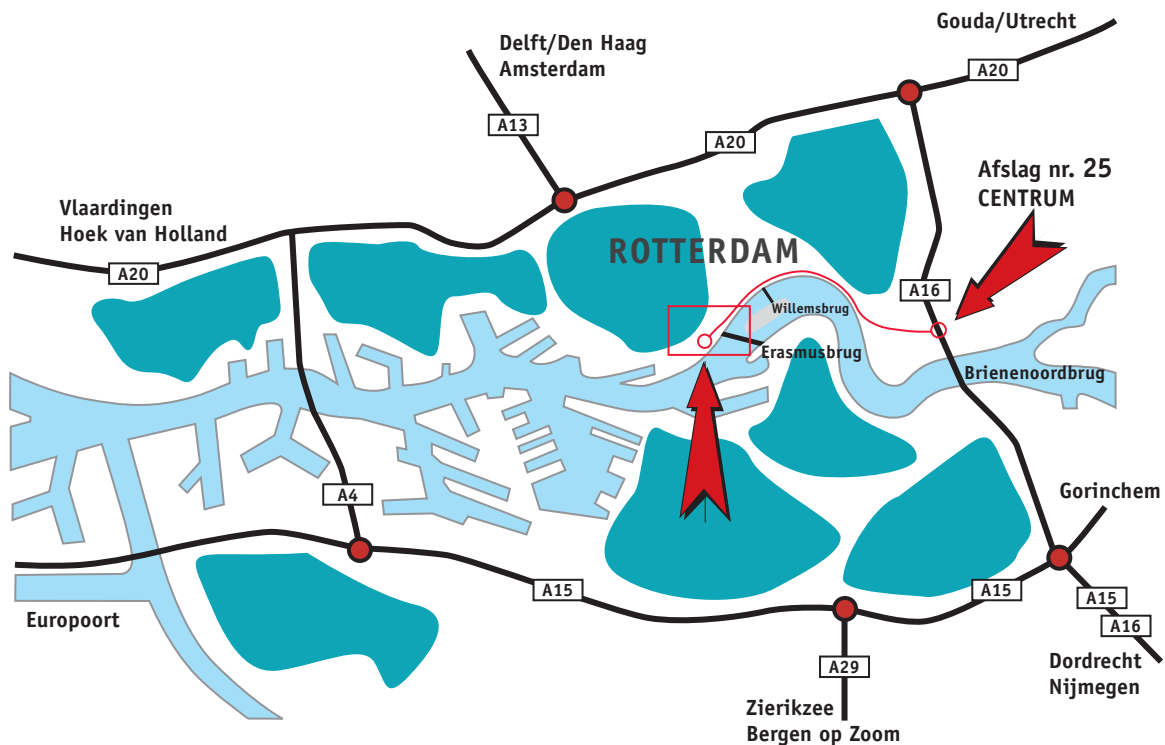 Gouda/Utrecht
Delft/Den Haag
Amsterdam
A20
A13
A20
Afslag nr. 25
CENTRUM
Vlaardingen
Hoek van Holland
A20
ROTTERDAM
A16
Willemsbrug
Erasmusbrug
Brienenoordbrug
A4
Gorinchem
A15
A15
A15
A16
Europoort
A29
Dordrecht
Nijmegen
Zierikzee
Bergen op Zoom